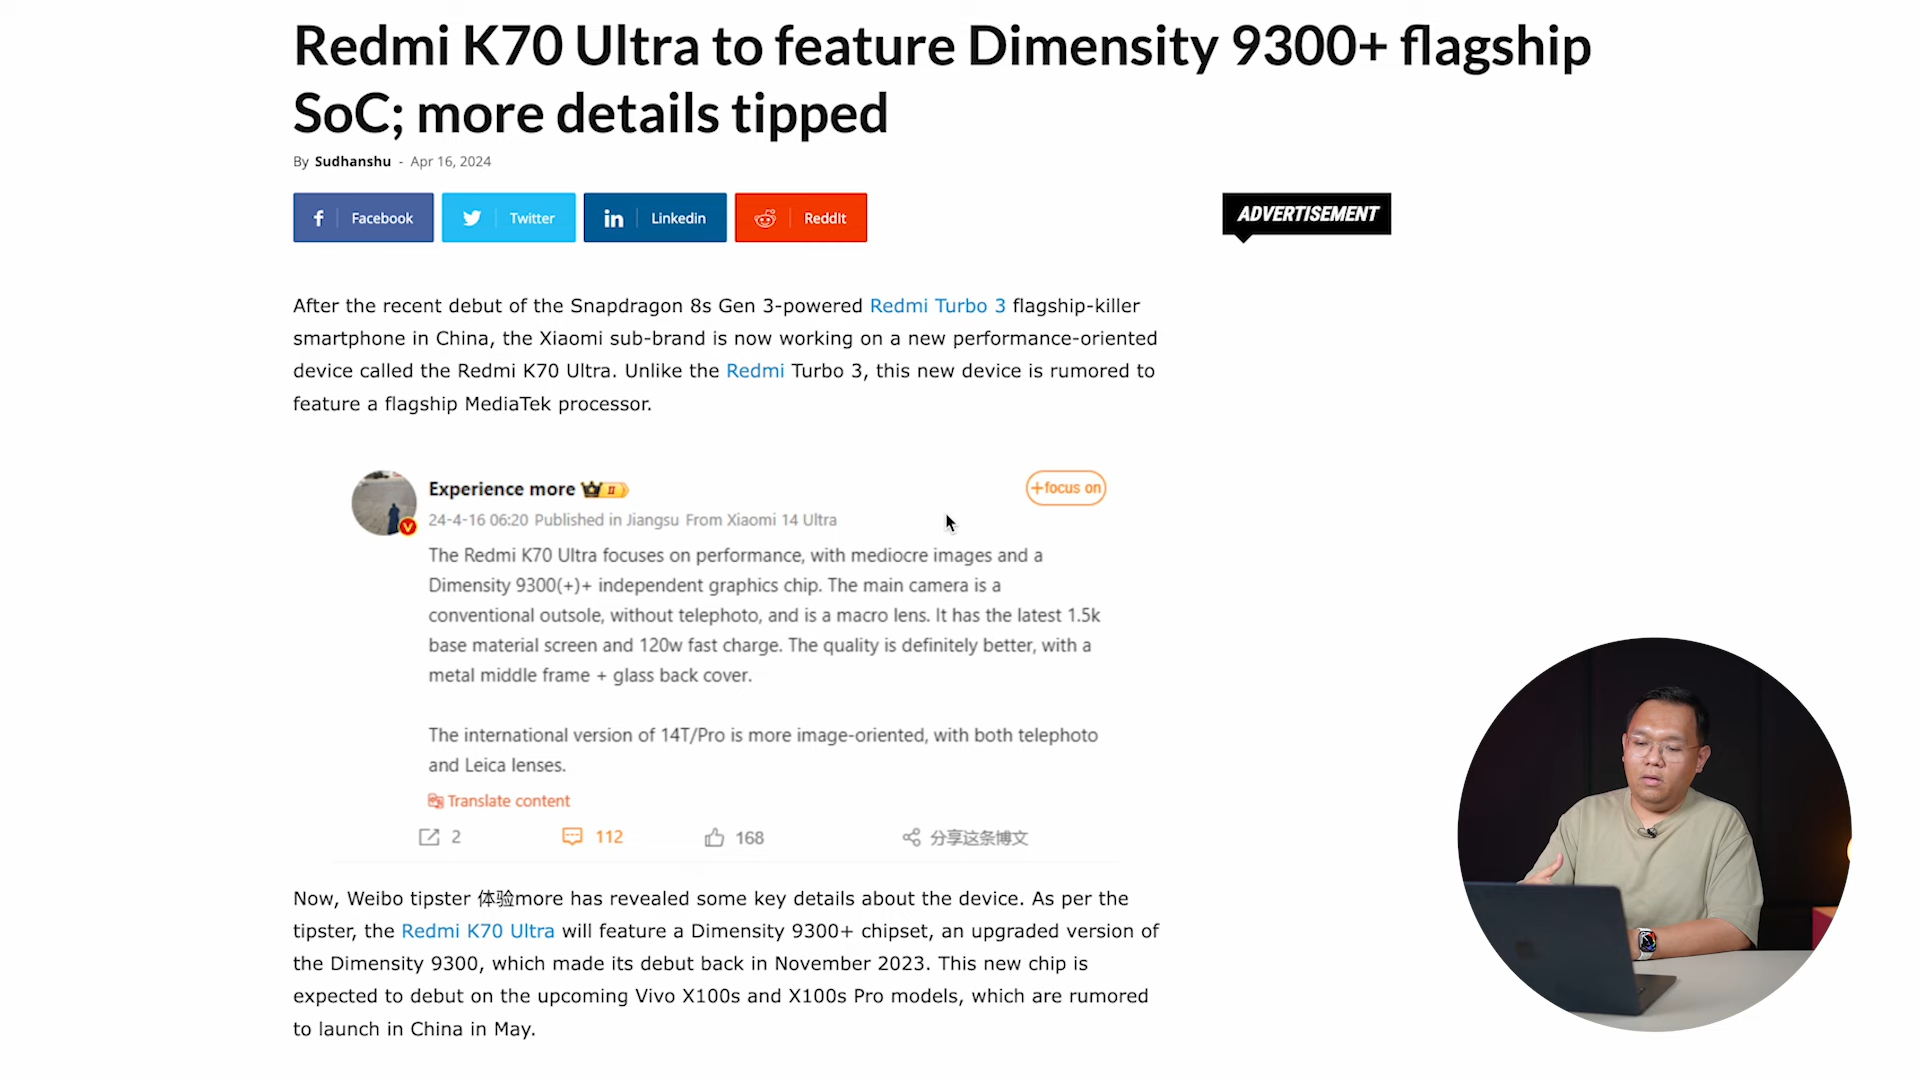 Redmi K70 Ultra to feature Dimensity 9300+ flagship
SoC; more details tipped
By Sudhanshu - Apr 16, 2024
Facebook
Twitter
Linkedin
ReddIt
ADVERTISEMENT
After the recent debut of the Snapdragon 8s Gen 3-powered Redmi Turbo 3 flagship-killer
smartphone in China, the Xiaomi sub-brand is now working on a new performance-oriented
device called the Redmi K70 Ultra. Unlike the Redmi Turbo 3, this new device is rumored to
feature a flagship MediaTek processor.
Experience more II
+focus on
24-4-16 06:20 Published in Jiangsu From Xiaomi 14 Ultra
The Redmi K70 Ultra focuses on performance, with mediocre images and a
Dimensity 9300(+)+ independent graphics chip. The main camera is a
conventional outsole, without telephoto, and is a macro lens. It has the latest 1.5k
base material screen and 120w fast charge. The quality is definitely better, with a
metal middle frame + glass back cover.
The international version of 14T/Pro is more image-oriented, with both telephoto
and Leica lenses.
Translate content
2
112
168
分享这条博文
Now, Weibo tipster 体验more has revealed some key details about the device. As per the
tipster, the Redmi K70 Ultra will feature a Dimensity 9300+ chipset, an upgraded version of
the Dimensity 9300, which made its debut back in November 2023. This new chip is
expected to debut on the upcoming Vivo X100s and X100s Pro models, which are rumored
to launch in China in May.